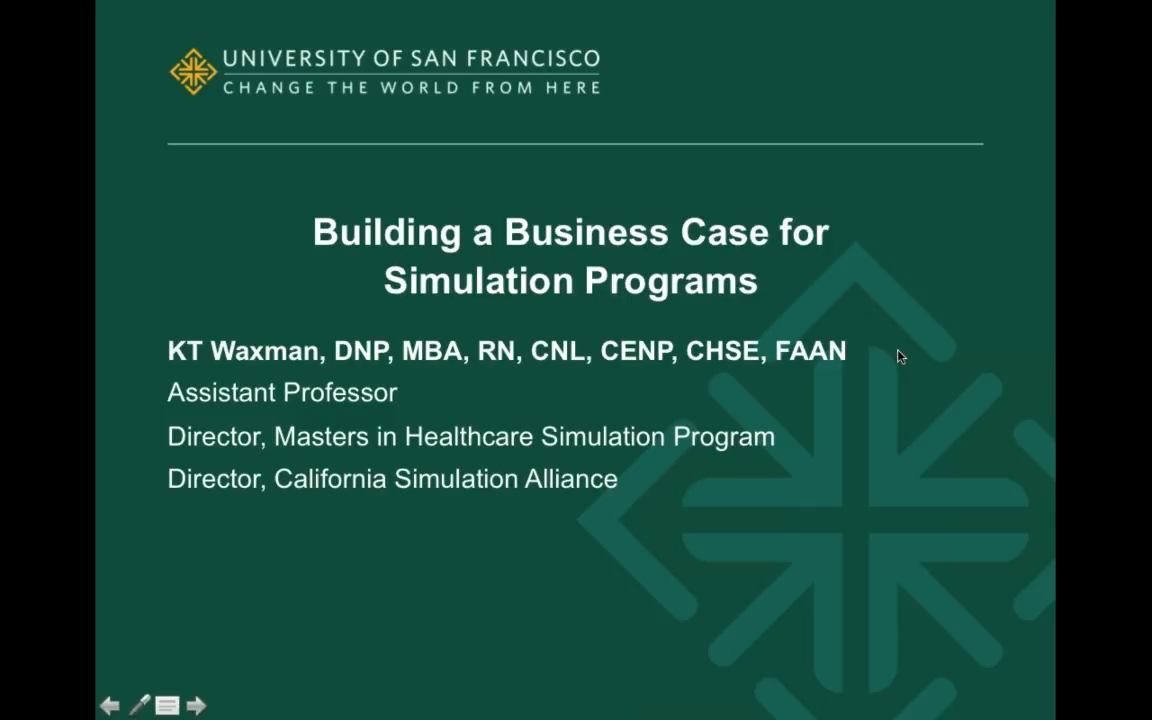 UNIVERSITY OF SAN FRANCISCO
CHANGE THE WORLD FROM HERE
Building a Business Case for
Simulation Programs
KT Waxman, DNP, MBA, RN, CNL, CENP, CHSE, FAAN
Assistant Professor
Director, Masters in Healthcare Simulation Program
Director, California Simulation Alliance